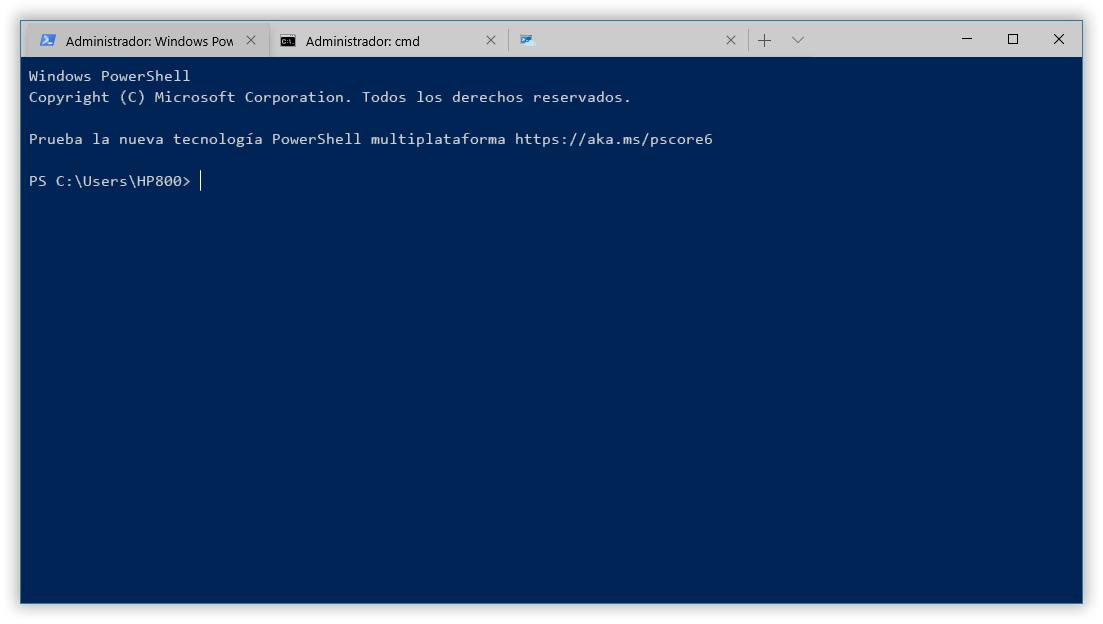 Administrador: Windows Pow
Administrador: cmd
Windows PowerShell
Copyright (C) Microsoft Corporation. Todos los derechos reservados.
Prueba la nueva tecnología PowerShell multiplataforma https://aka.ms/pscore6
PS C:\Users\HP800>